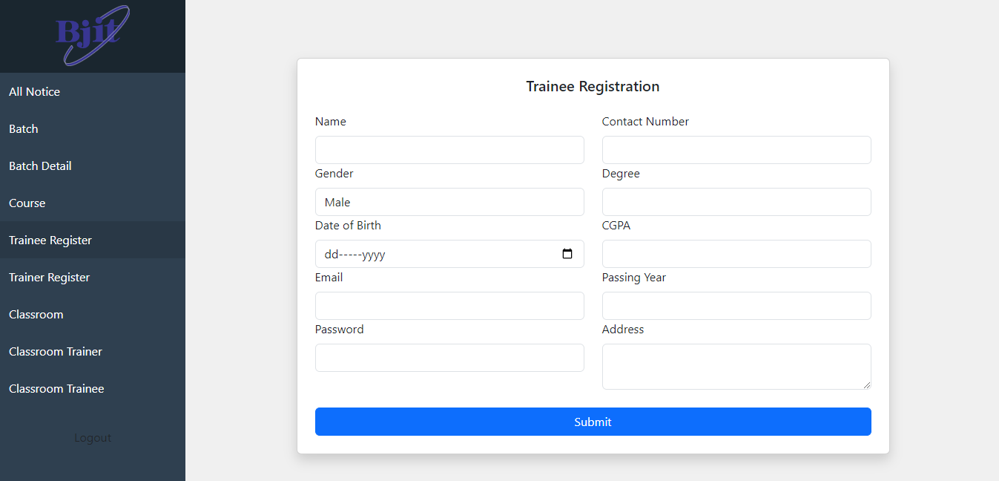 Bjit
All Notice
Batch
Batch Detail
Course
Trainee Register
Trainer Register
Classroom
Classroom Trainer
Classroom Trainee
Logout
Trainee Registration
Name
Contact Number
Gender
Male
Degree
Date of Birth
dd-----yyyy
CGPA
Email
Passing Year
Password
Address
Submit